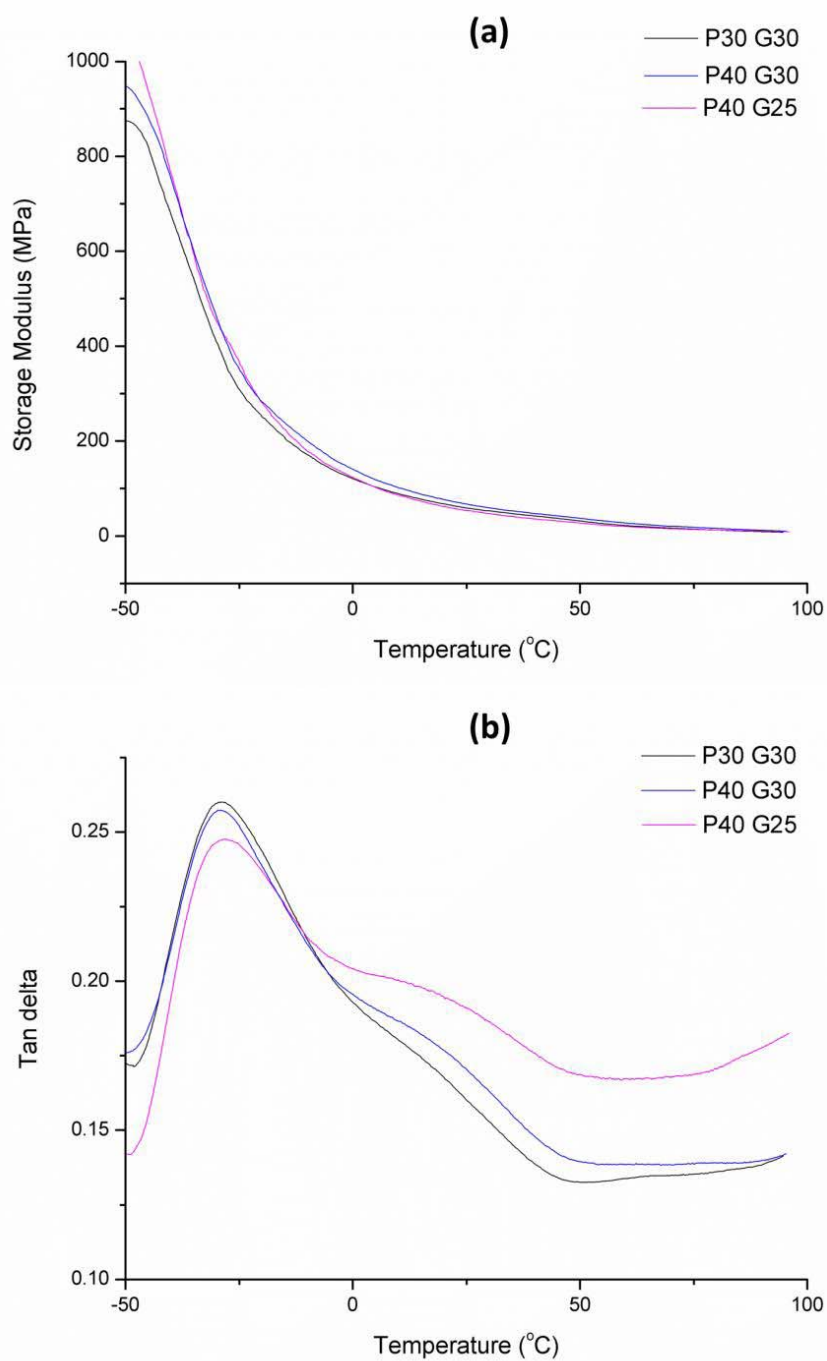 (a)
P30 G30
P40 G30
P40 G25
1000
800
600
400
200
0
Storage Modulus (MPa)
-50
0
50
100
Temperature (°C)
(b)
P30 G30
P40 G30
P40 G25
0.25
0.20
0.15
0.10
Tan delta
-50
0
50
100
Temperature (°C)